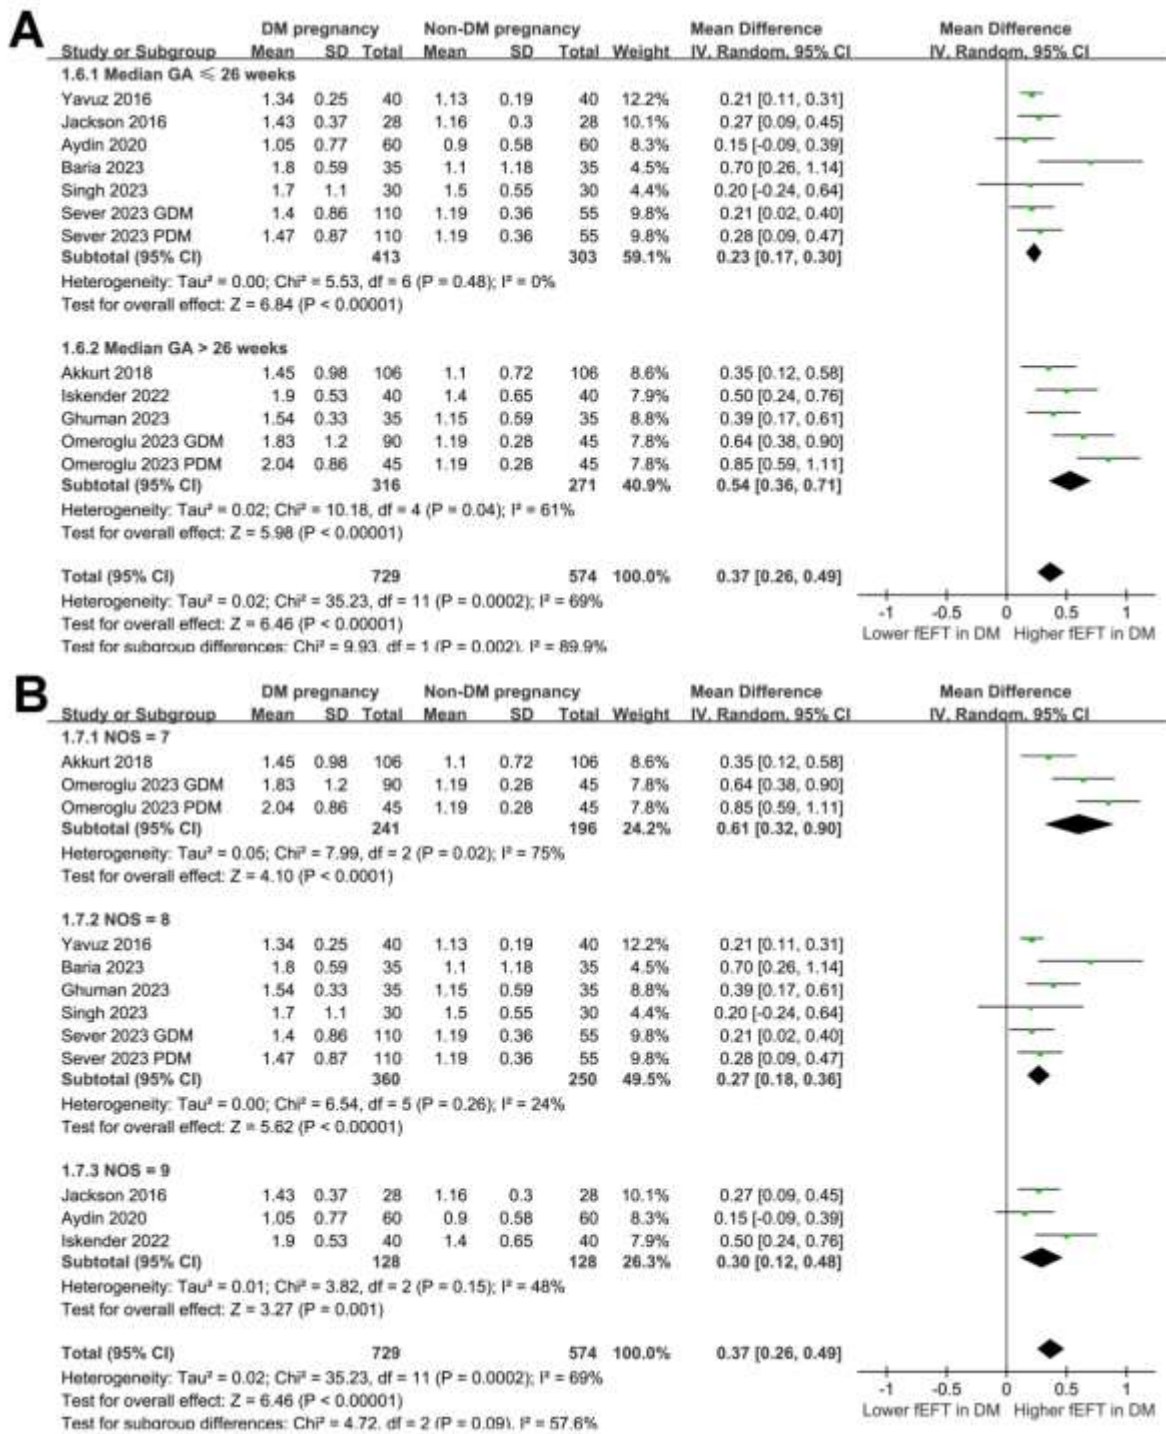 A
DM pregnancy Non-DM pregnancy Mean Difference Mean Difference
Study or Subgroup Mean SD Total Mean SD Total Weight IV, Random, 95% CI IV, Random, 95% CI
1.6.1 Median GA ≤ 26 weeks
Yavuz 2016 1.34 0.25 40 1.13 0.19 40 12.2% 0.21 [0.11, 0.31]
Jackson 2016 1.43 0.37 28 1.16 0.3 28 10.1% 0.27 [0.09, 0.45]
Aydin 2020 1.05 0.77 60 0.9 0.58 60 8.3% 0.15 [-0.09, 0.39]
Baria 2023 1.8 0.59 35 1.1 1.18 35 4.5% 0.70 [0.26, 1.14]
Singh 2023 1.7 1.1 30 1.5 0.55 30 4.4% 0.20 [-0.24, 0.64]
Sever 2023 GDM 1.4 0.86 110 1.19 0.36 55 9.8% 0.21 [0.02, 0.40]
Sever 2023 PDM 1.47 0.87 110 1.19 0.36 55 9.8% 0.28 [0.09, 0.47]
Subtotal (95% CI) 413 303 59.1% 0.23 [0.17, 0.30]
Heterogeneity: Tau² = 0.00; Chi² = 5.53, df = 6 (P = 0.48); I² = 0%
Test for overall effect: Z = 6.84 (P < 0.00001)
1.6.2 Median GA > 26 weeks
Akkurt 2018 1.45 0.98 106 1.1 0.72 106 8.6% 0.35 [0.12, 0.58]
Iskender 2022 1.9 0.53 40 1.4 0.65 40 7.9% 0.50 [0.24, 0.76]
Ghuman 2023 1.54 0.33 35 1.15 0.59 35 8.8% 0.39 [0.17, 0.61]
Omeroglu 2023 GDM 1.83 1.2 90 1.19 0.28 45 7.8% 0.64 [0.38, 0.90]
Omeroglu 2023 PDM 2.04 0.86 45 1.19 0.28 45 7.8% 0.85 [0.59, 1.11]
Subtotal (95% CI) 316 271 40.9% 0.54 [0.36, 0.71]
Heterogeneity: Tau² = 0.02; Chi² = 10.18, df = 4 (P = 0.04); I² = 61%
Test for overall effect: Z = 5.98 (P < 0.00001)
Total (95% CI) 729 574 100.0% 0.37 [0.26, 0.49]
Heterogeneity: Tau² = 0.02; Chi² = 35.23, df = 11 (P = 0.0002); I² = 69%
Test for overall effect: Z = 6.46 (P < 0.00001)
Test for subgroup differences: Chi² = 9.93, df = 1 (P = 0.002), I² = 89.9%
-1 -0.5 0 0.5 1
Lower fEFT in DM Higher fEFT in DM
B
DM pregnancy Non-DM pregnancy Mean Difference Mean Difference
Study or Subgroup Mean SD Total Mean SD Total Weight IV, Random, 95% CI IV, Random, 95% CI
1.7.1 NOS = 7
Akkurt 2018 1.45 0.98 106 1.1 0.72 106 8.6% 0.35 [0.12, 0.58]
Omeroglu 2023 GDM 1.83 1.2 90 1.19 0.28 45 7.8% 0.64 [0.38, 0.90]
Omeroglu 2023 PDM 2.04 0.86 45 1.19 0.28 45 7.8% 0.85 [0.59, 1.11]
Subtotal (95% CI) 241 196 24.2% 0.61 [0.32, 0.90]
Heterogeneity: Tau² = 0.05; Chi² = 7.99, df = 2 (P = 0.02); I² = 75%
Test for overall effect: Z = 4.10 (P < 0.0001)
1.7.2 NOS = 8
Yavuz 2016 1.34 0.25 40 1.13 0.19 40 12.2% 0.21 [0.11, 0.31]
Baria 2023 1.8 0.59 35 1.1 1.18 35 4.5% 0.70 [0.26, 1.14]
Ghuman 2023 1.54 0.33 35 1.15 0.59 35 8.8% 0.39 [0.17, 0.61]
Singh 2023 1.7 1.1 30 1.5 0.55 30 4.4% 0.20 [-0.24, 0.64]
Sever 2023 GDM 1.4 0.86 110 1.19 0.36 55 9.8% 0.21 [0.02, 0.40]
Sever 2023 PDM 1.47 0.87 110 1.19 0.36 55 9.8% 0.28 [0.09, 0.47]
Subtotal (95% CI) 360 250 49.5% 0.27 [0.18, 0.36]
Heterogeneity: Tau² = 0.00; Chi² = 6.54, df = 5 (P = 0.26); I² = 24%
Test for overall effect: Z = 5.62 (P < 0.00001)
1.7.3 NOS = 9
Jackson 2016 1.43 0.37 28 1.16 0.3 28 10.1% 0.27 [0.09, 0.45]
Aydin 2020 1.05 0.77 60 0.9 0.58 60 8.3% 0.15 [-0.09, 0.39]
Iskender 2022 1.9 0.53 40 1.4 0.65 40 7.9% 0.50 [0.24, 0.76]
Subtotal (95% CI) 128 128 26.3% 0.30 [0.12, 0.48]
Heterogeneity: Tau² = 0.01; Chi² = 3.82, df = 2 (P = 0.15); I² = 48%
Test for overall effect: Z = 3.27 (P = 0.001)
Total (95% CI) 729 574 100.0% 0.37 [0.26, 0.49]
Heterogeneity: Tau² = 0.02; Chi² = 35.23, df = 11 (P = 0.0002); I² = 69%
Test for overall effect: Z = 6.46 (P < 0.00001)
Test for subgroup differences: Chi² = 4.72, df = 2 (P = 0.09), I² = 57.6%
-1 -0.5 0 0.5 1
Lower fEFT in DM Higher fEFT in DM